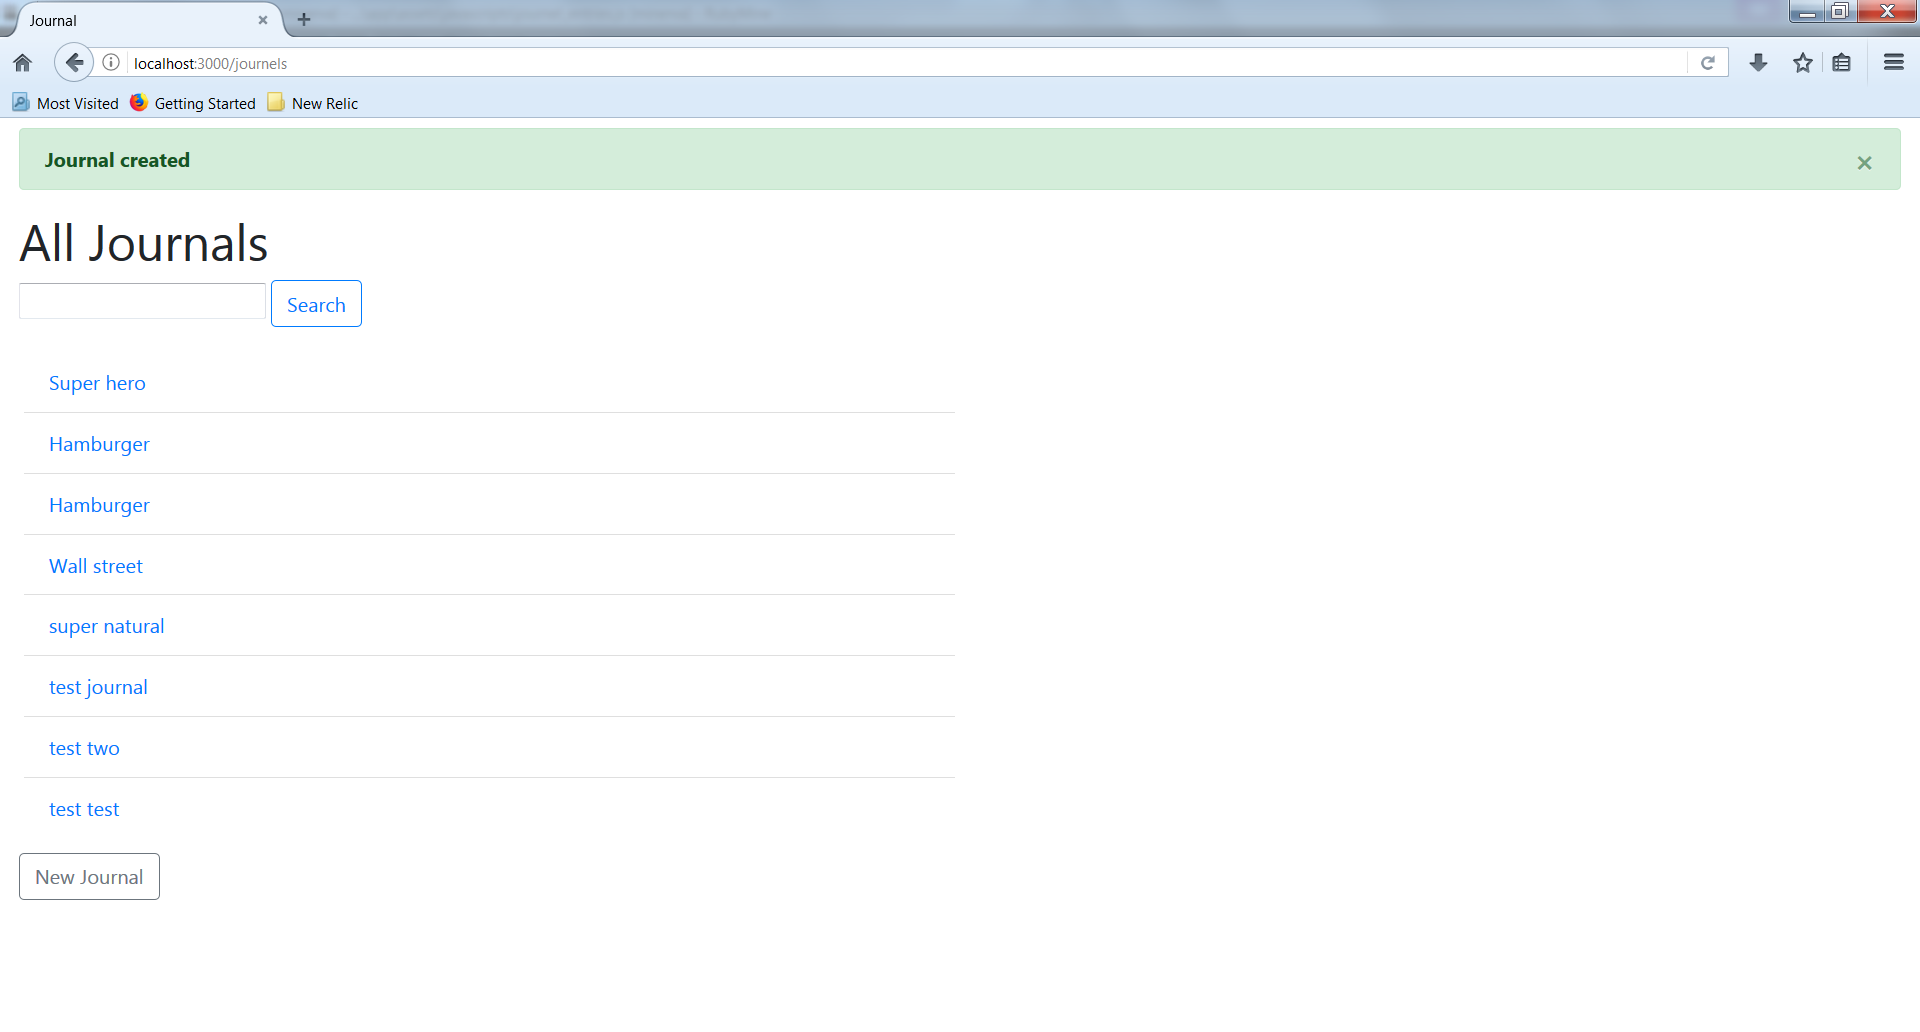 Journal
localhost:3000/journels
Most Visited Getting Started New Relic
Journal created ×
All Journals
Search
Super hero
Hamburger
Hamburger
Wall street
super natural
test journal
test two
test test
New Journal